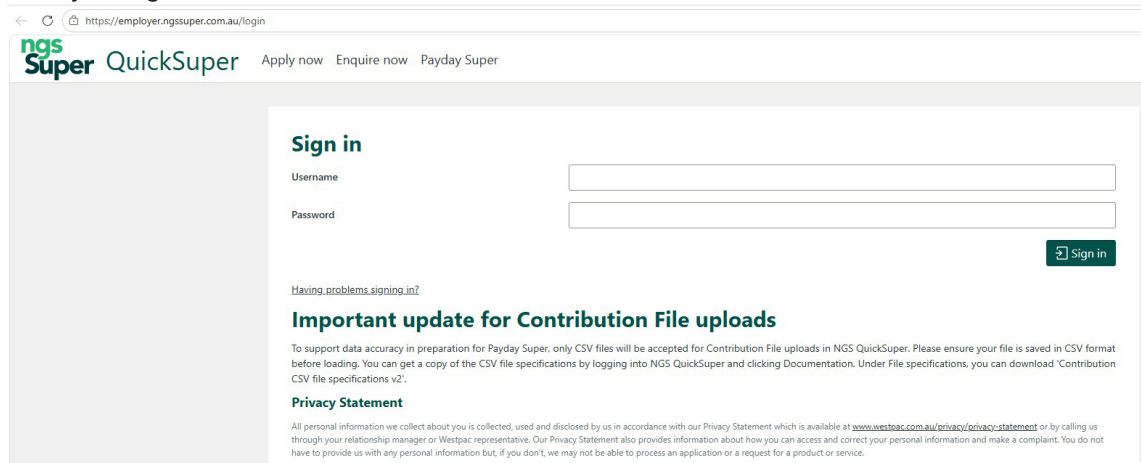 https://employer.ngssuper.com.au/login
ngs
Super QuickSuper Apply now Enquire now Payday Super
Sign in
Username
Password
Sign in
Having problems signing in?
Important update for Contribution File uploads
To support data accuracy in preparation for Payday Super, only CSV files will be accepted for Contribution File uploads in NGS QuickSuper. Please ensure your file is saved in CSV format
before loading. You can get a copy of the CSV file specifications by logging into NGS QuickSuper and clicking Documentation. Under File specifications, you can download 'Contribution
CSV file specifications v2'.
Privacy Statement
All personal information we collect about you is collected, used and disclosed by us in accordance with our Privacy Statement which is available at www.westpac.com.au/privacy/privacy-statement or by calling us
through your relationship manager or Westpac representative. Our Privacy Statement also provides information about how you can access and correct your personal information and make a complaint. You do not
have to provide us with any personal information but, if you don't, we may not be able to process an application or a request for a product or service.